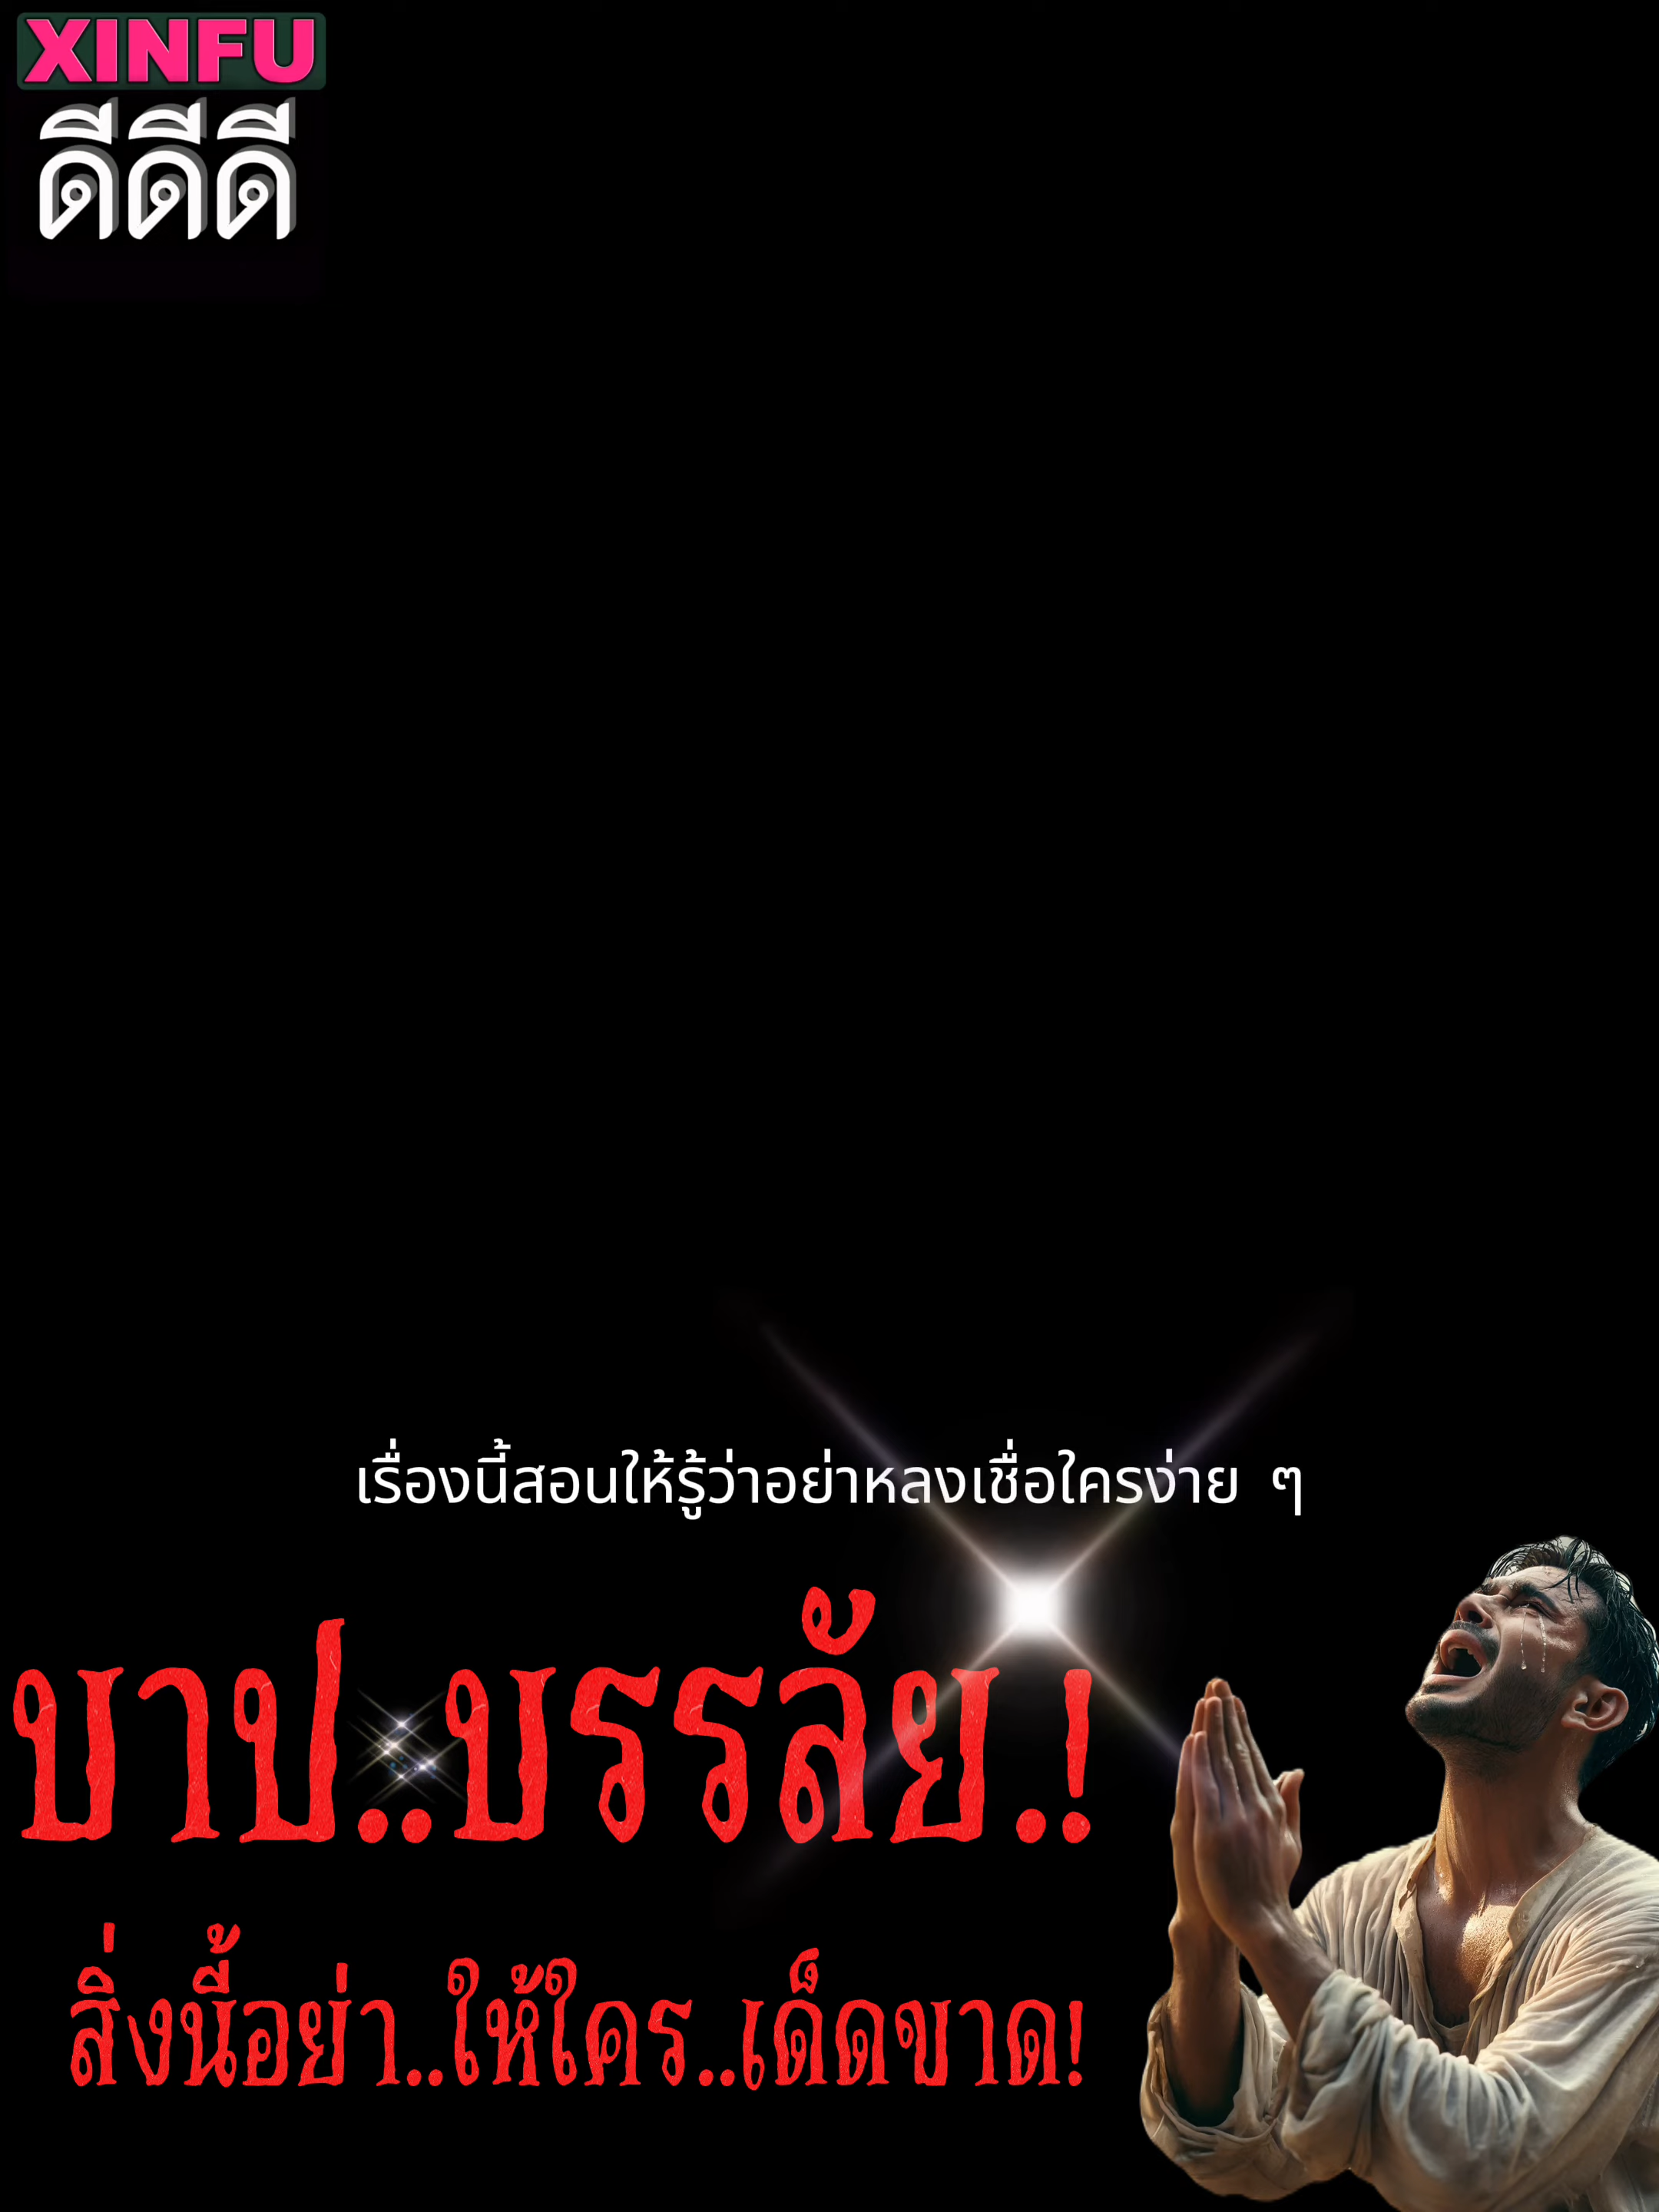 XINFU
ดีดีดี
เรื่องนี้สอนให้รู้ว่าอย่าหลงเชื่อใครง่าย ๆ
บาป..บรรลัย.!
สิ่งนี้อย่า..ให้ใคร..เด็ดขาด!